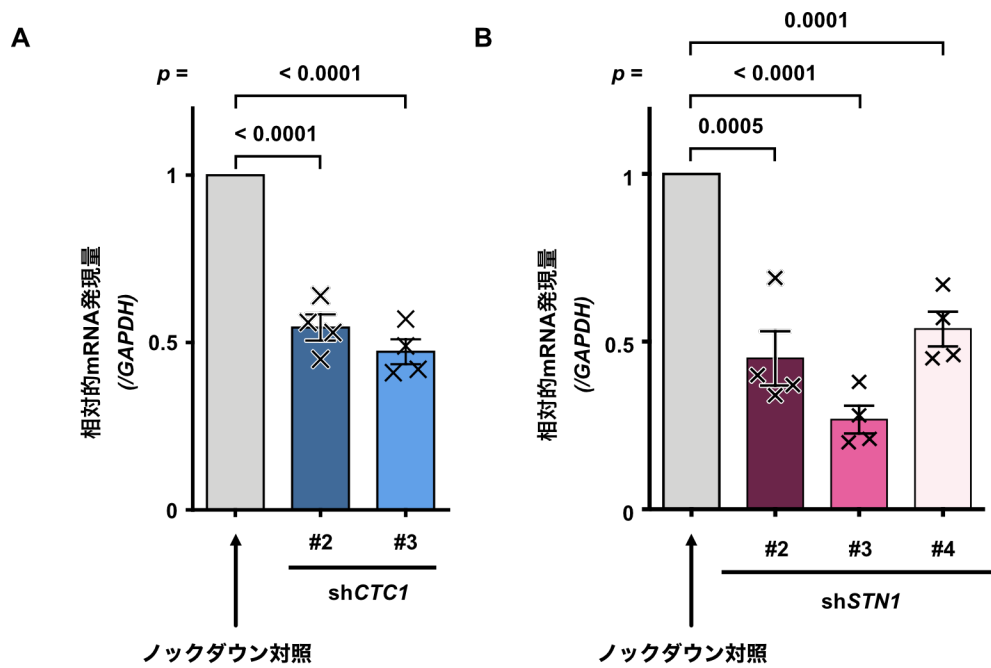 A
p =
< 0.0001
< 0.0001
1
0.5
0
相対的mRNA発現量
(/GAPDH)
#2
#3
shCTC1
ノックダウン対照
B
0.0001
p =
< 0.0001
0.0005
1
0.5
0
相対的mRNA発現量
(/GAPDH)
#2
#3
#4
shSTN1
ノックダウン対照